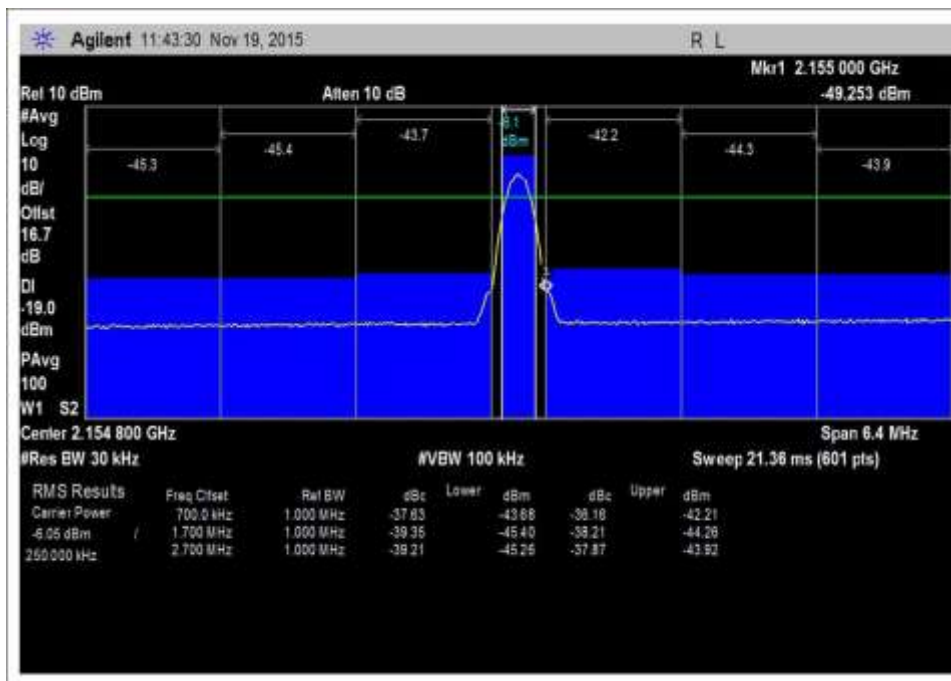 Agilent 11:43:30 Nov 19, 2015 R L
Mkr1 2.155 000 GHz
Ref 10 dBm Atten 10 dB -49.253 dBm
#Avg
Log
10
dB/
Offst
16.7
dB
DI
-19.0
dBm
PAvg
100
W1 S2
-45.3 -45.4 -43.7 -6.1 dBm -42.2 -44.3 -43.9
1
Center 2.154 800 GHz Span 6.4 MHz
#Res BW 30 kHz #VBW 100 kHz Sweep 21.36 ms (601 pts)
RMS Results Freq Offset Ref BW dBc Lower dBm dBc Upper dBm
Carrier Power 700.0 kHz 1.000 MHz -37.63 -43.68 -36.16 -42.21
-6.05 dBm / 1.700 MHz 1.000 MHz -39.35 -45.40 -38.21 -44.26
250.000 kHz 2.700 MHz 1.000 MHz -39.21 -45.26 -37.87 -43.92